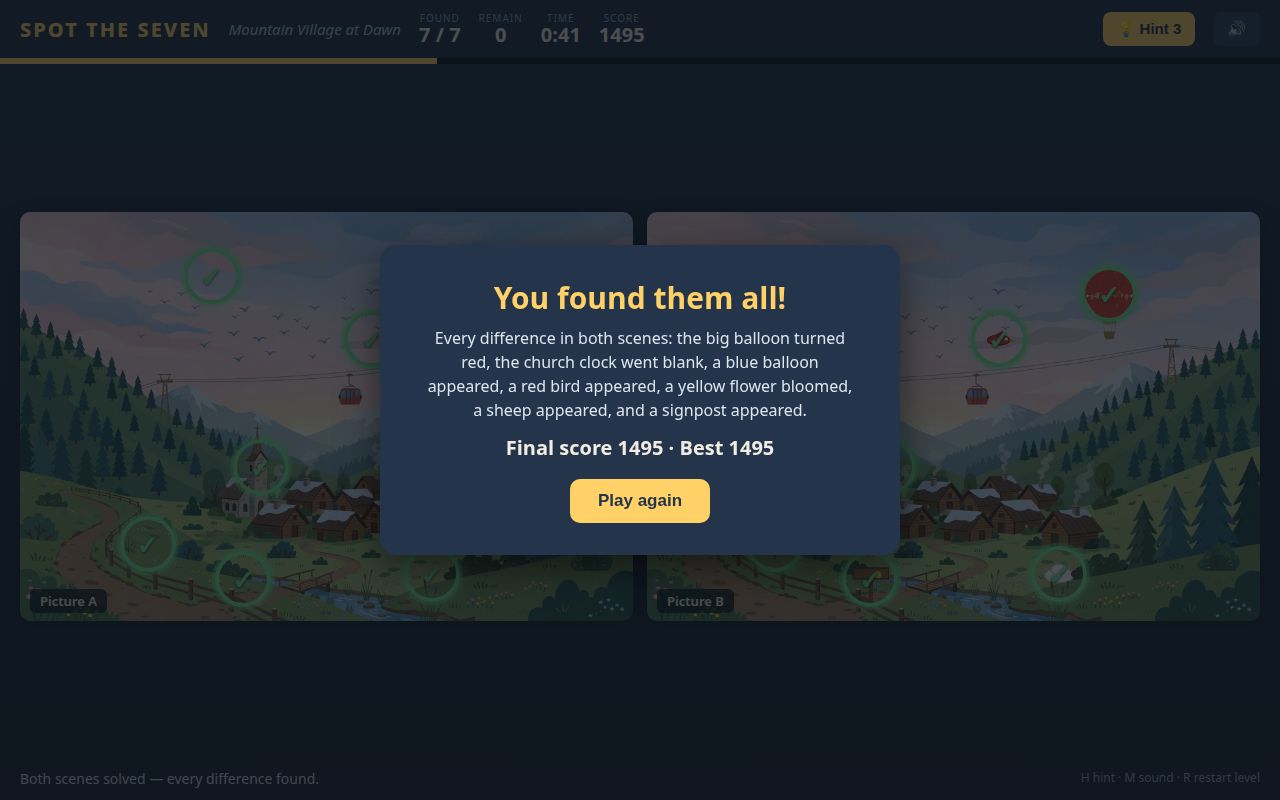 SPOT THE SEVEN
Mountain Village at Dawn
FOUND
7 / 7
REMAIN
0
TIME
0:41
SCORE
1495
💡 Hint 3
🔊
You found them all!
Every difference in both scenes: the big balloon turned
red, the church clock went blank, a blue balloon
appeared, a red bird appeared, a yellow flower bloomed,
a sheep appeared, and a signpost appeared.
Final score 1495 · Best 1495
Play again
Picture A
Picture B
Both scenes solved — every difference found.
H hint · M sound · R restart level